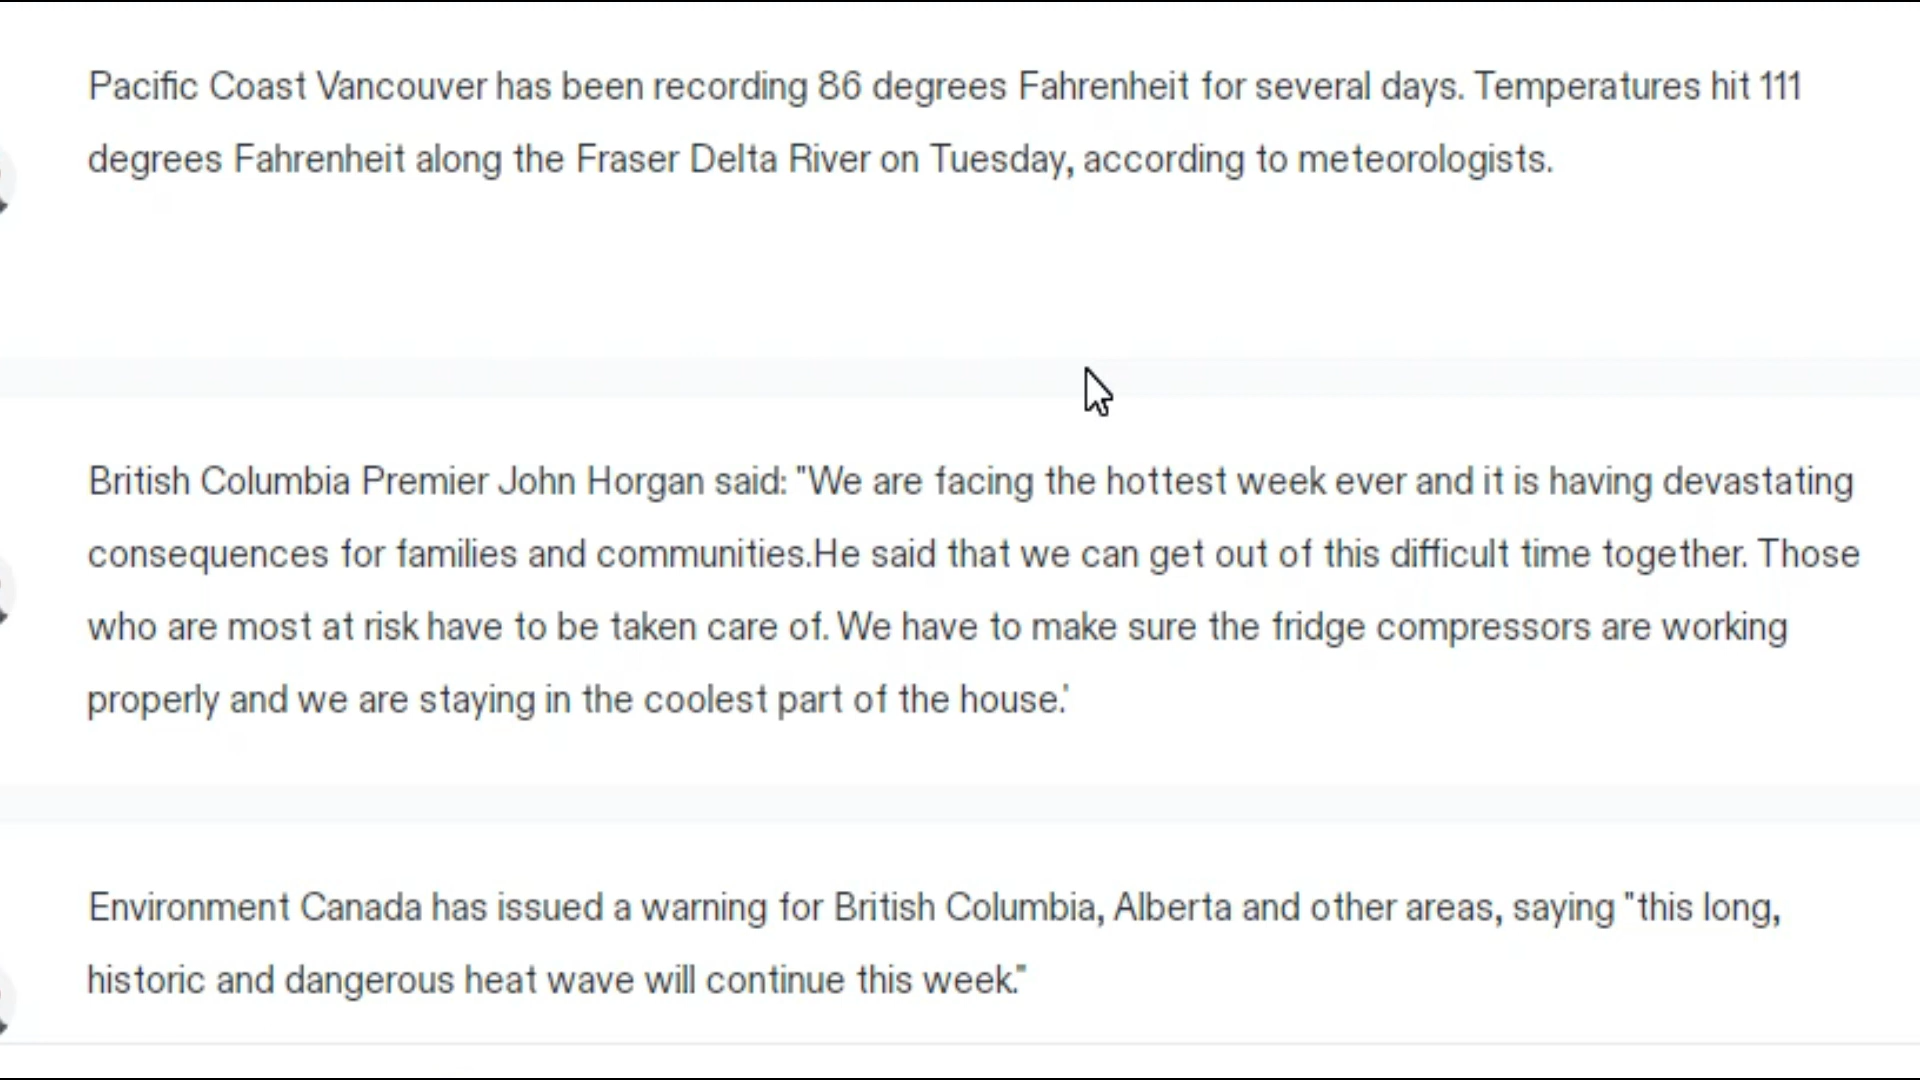 Pacific Coast Vancouver has been recording 86 degrees Fahrenheit for several days. Temperatures hit 111
degrees Fahrenheit along the Fraser Delta River on Tuesday, according to meteorologists.
British Columbia Premier John Horgan said: "We are facing the hottest week ever and it is having devastating
consequences for families and communities.He said that we can get out of this difficult time together. Those
who are most at risk have to be taken care of. We have to make sure the fridge compressors are working
properly and we are staying in the coolest part of the house.'
Environment Canada has issued a warning for British Columbia, Alberta and other areas, saying "this long,
historic and dangerous heat wave will continue this week."